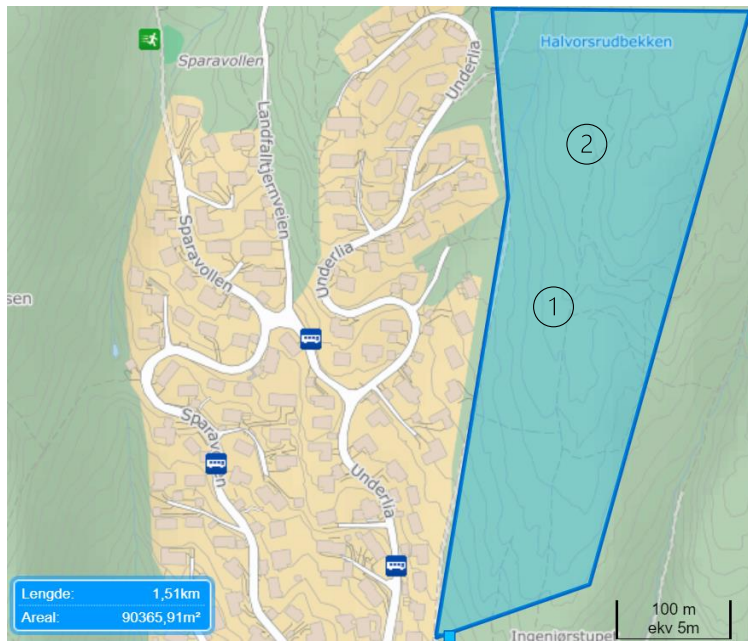 Halvorsrudbekken
Sparavollen
Underlia
Landfalltjernveien
2
Sparavollen
Underlia
1
sen
Sparavollen
Underlia
Lengde: 1,51km
Areal: 90365,91m²
100 m
ekv 5m
Ingeniørstupet